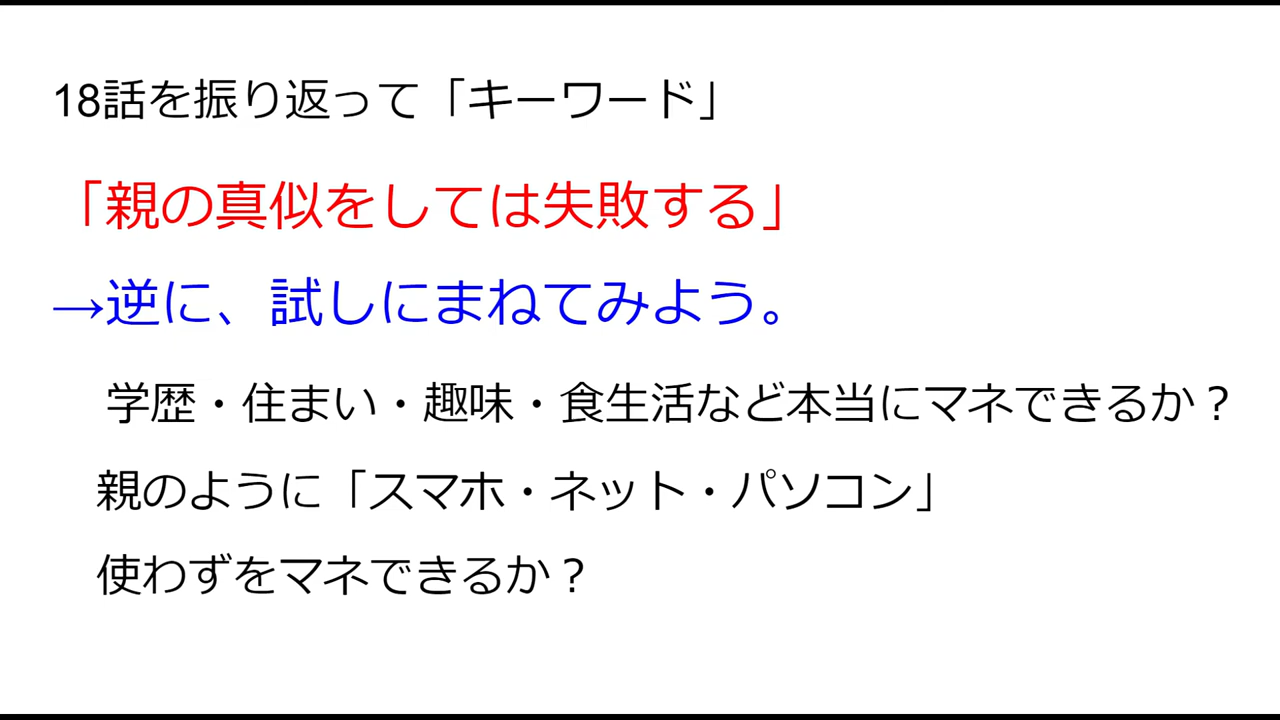 18話を振り返って「キーワード」
「親の真似をしては失敗する」
→逆に、試しにまねてみよう。
学歴・住まい・趣味・食生活など本当にマネできるか？
親のように「スマホ・ネット・パソコン」
使わずをマネできるか？